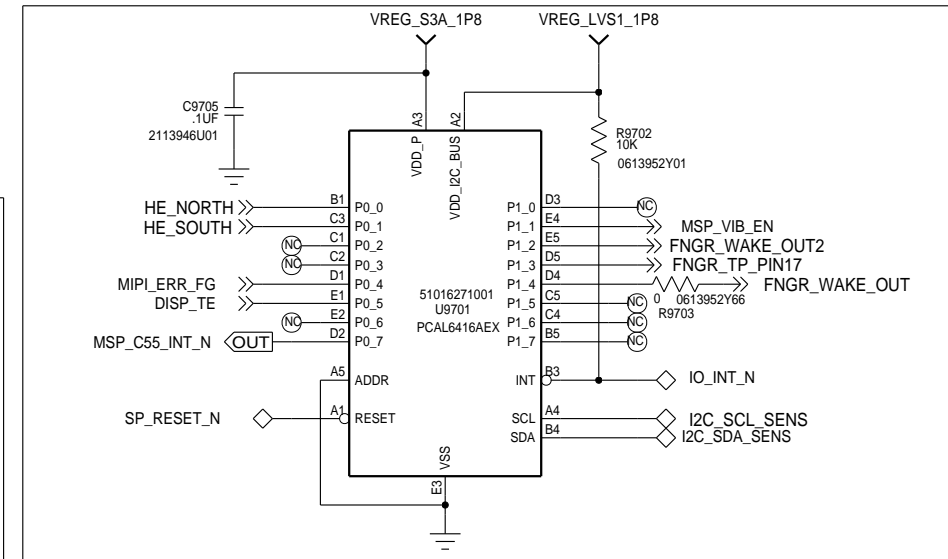 VREG_S3A_1P8
VREG_LVS1_1P8
C9705
.1UF
2113946U01
A3
A2
R9702
10K
0613952Y01
VDD_P
VDD_I2C_BUS
HE_NORTH B1 P0_0 P1_0 D3 NC
HE_SOUTH C3 P0_1 P1_1 E4 MSP_VIB_EN
NC C1 P0_2 P1_2 E5 FNGR_WAKE_OUT2
NC C2 P0_3 P1_3 D5 FNGR_TP_PIN17
MIPI_ERR_FG D1 P0_4 P1_4 D4 FNGR_WAKE_OUT
0 0613952Y66
R9703
DISP_TE E1 P0_5 P1_5 C5 NC
NC E2 P0_6 P1_6 C4 NC
MSP_C55_INT_N OUT D2 P0_7 P1_7 B5 NC
51016271001
U9701
PCAL6416AEX
A5 ADDR INT B3 IO_INT_N
SP_RESET_N A1 RESET SCL A4 I2C_SCL_SENS
SDA B4 I2C_SDA_SENS
VSS
E3